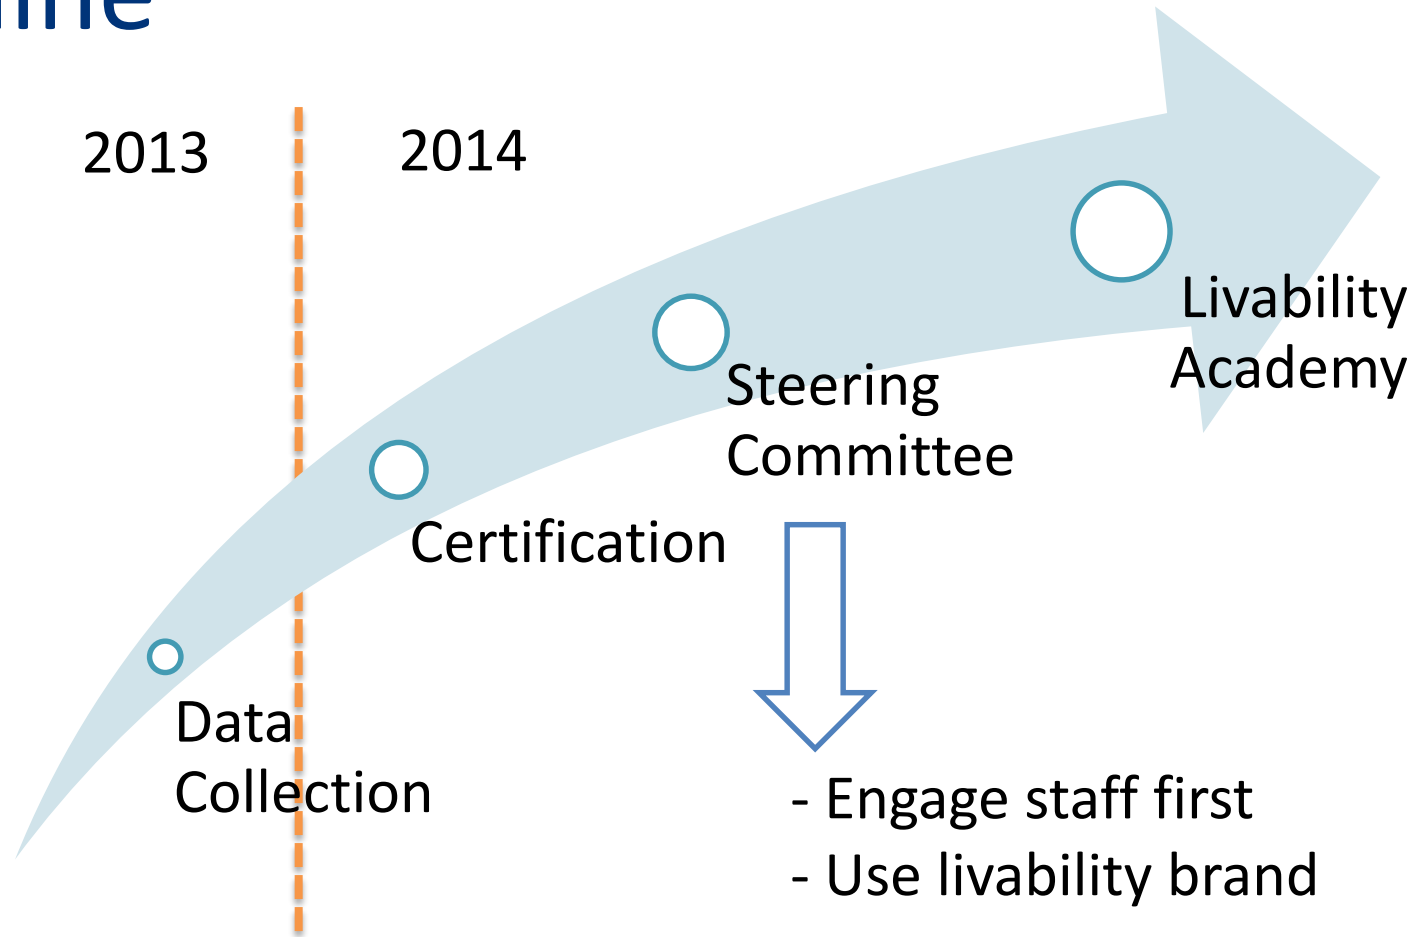 2013
2014
Livability
Academy
Steering
Committee
Certification
Data
Collection
- Engage staff first
- Use livability brand